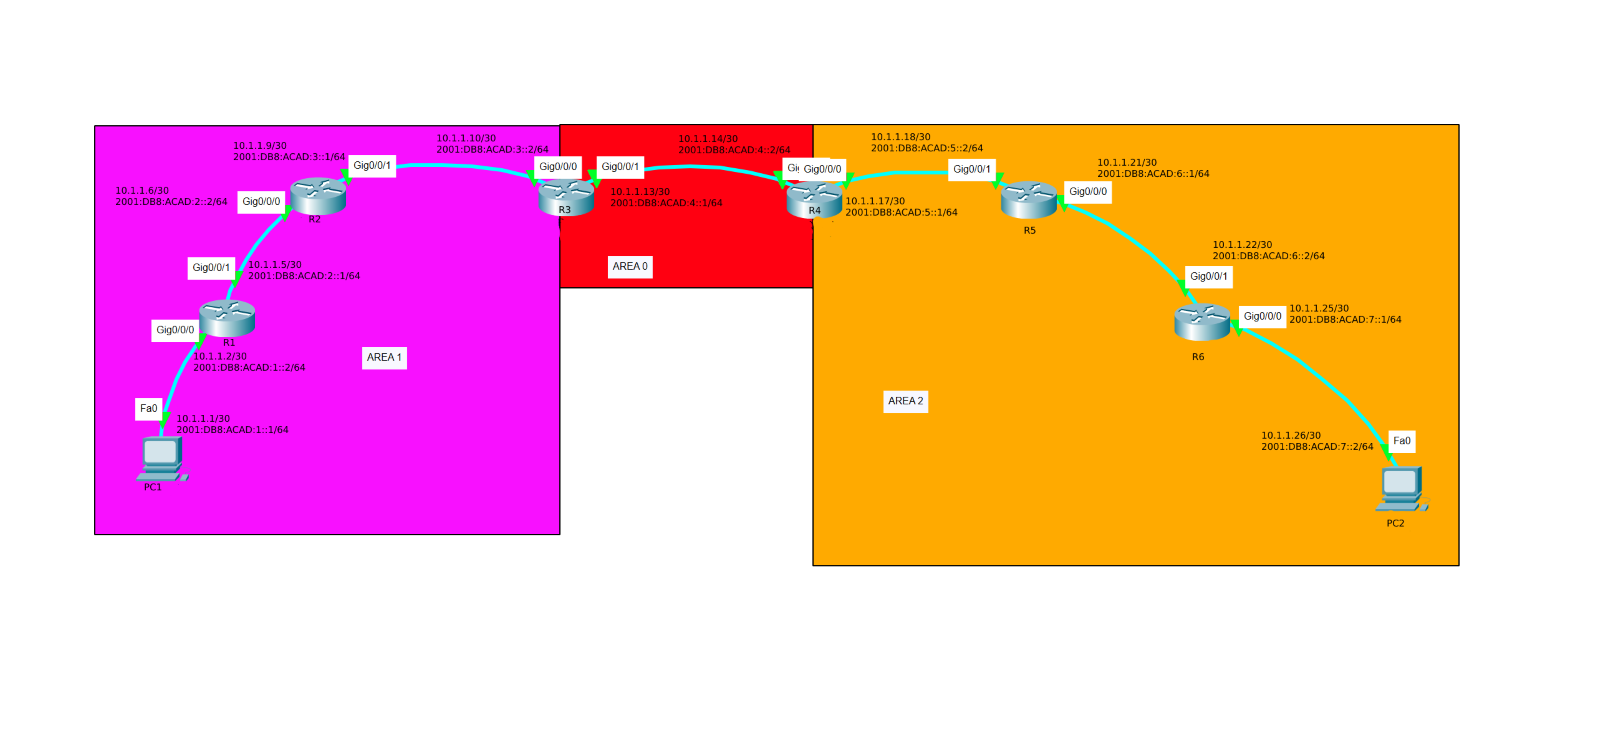 10.1.1.9/30
2001:DB8:ACAD:3::1/64
Gig0/0/1
10.1.1.10/30
2001:DB8:ACAD:3::2/64
Gig0/0/0
Gig0/0/1
10.1.1.14/30
2001:DB8:ACAD:4::2/64
Gig0/0/0
10.1.1.18/30
2001:DB8:ACAD:5::2/64
Gig0/0/1
10.1.1.21/30
2001:DB8:ACAD:6::1/64
Gig0/0/0
10.1.1.6/30
2001:DB8:ACAD:2::2/64
Gig0/0/0
R2
R3
10.1.1.13/30
2001:DB8:ACAD:4::1/64
R4
10.1.1.17/30
2001:DB8:ACAD:5::1/64
R5
Gig0/0/1
10.1.1.5/30
2001:DB8:ACAD:2::1/64
AREA 0
10.1.1.22/30
2001:DB8:ACAD:6::2/64
Gig0/0/1
Gig0/0/0
R1
10.1.1.2/30
2001:DB8:ACAD:1::2/64
AREA 1
Gig0/0/0
10.1.1.25/30
2001:DB8:ACAD:7::1/64
R6
Fa0
10.1.1.1/30
2001:DB8:ACAD:1::1/64
PC1
AREA 2
10.1.1.26/30
2001:DB8:ACAD:7::2/64
Fa0
PC2